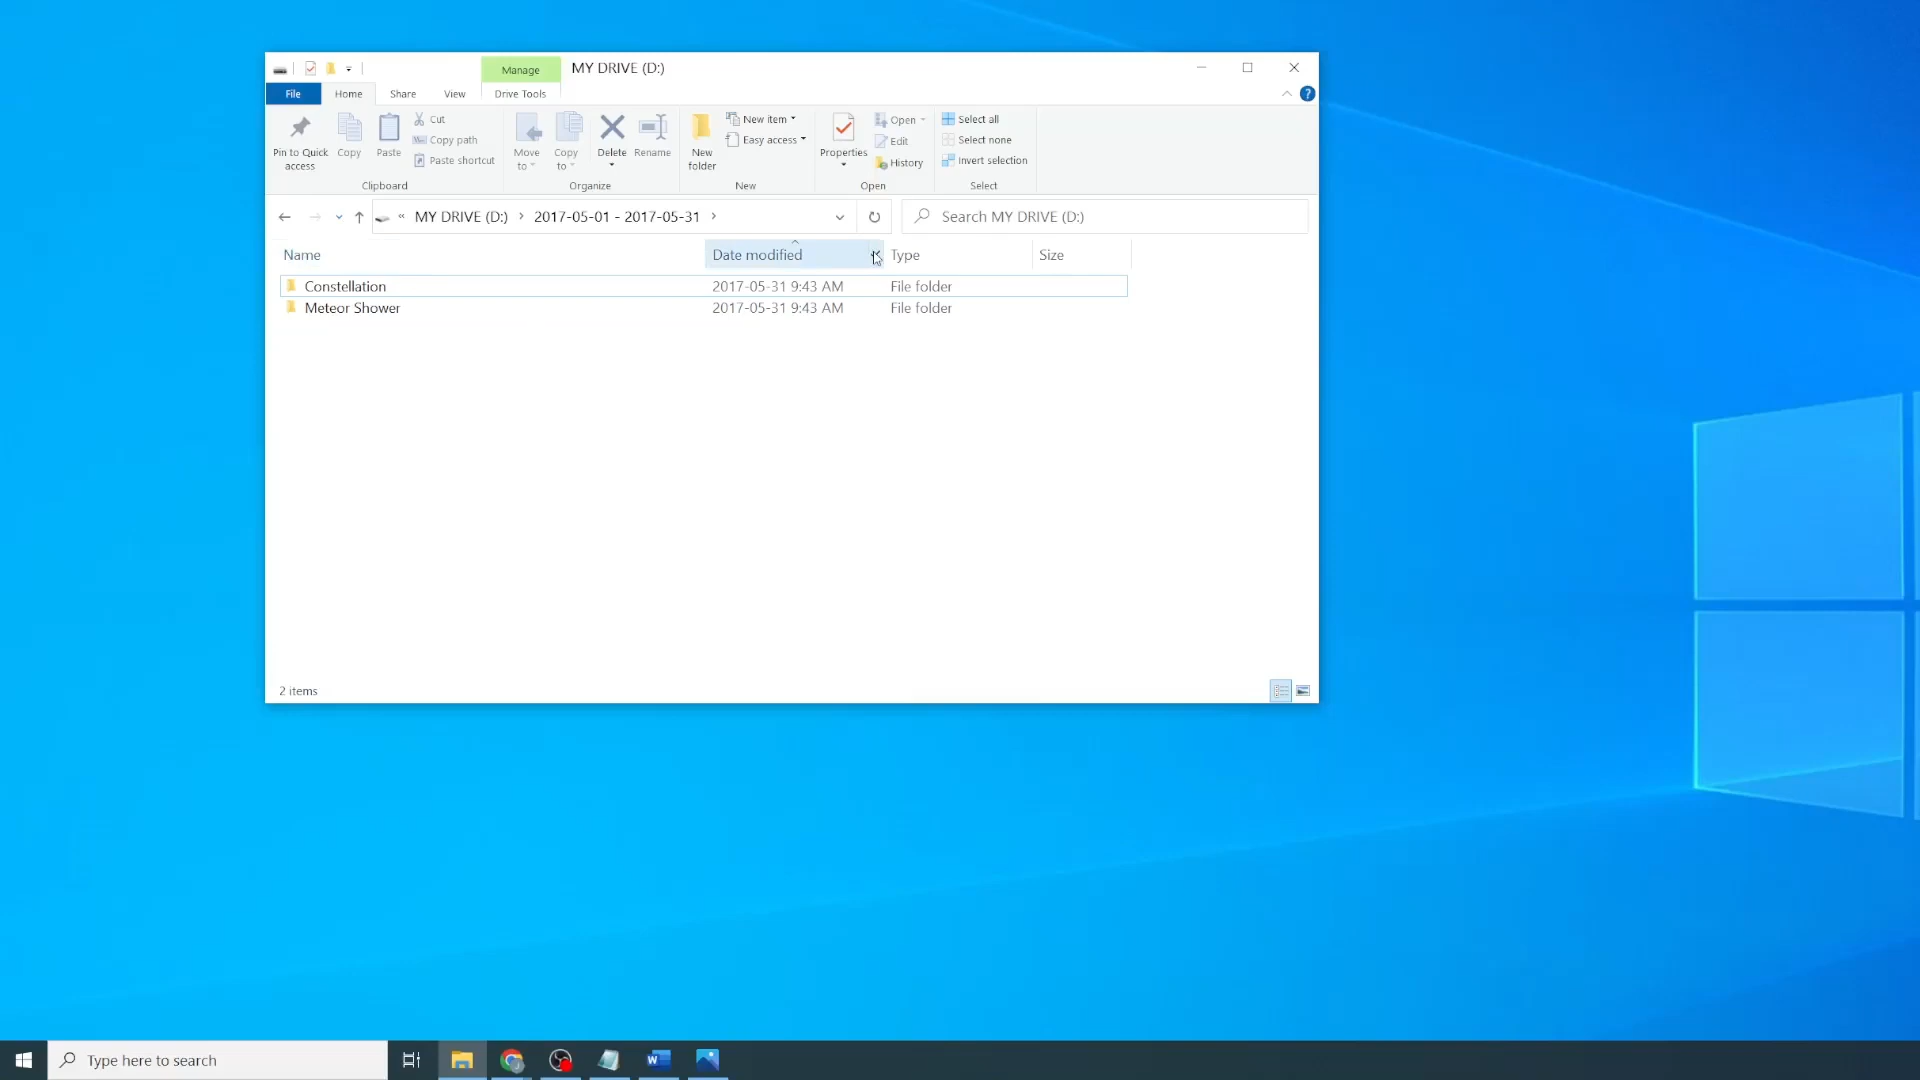 Manage
MY DRIVE (D:)
File
Home
Share
View
Drive Tools
?
Pin to Quick access
Copy
Paste
Cut
Copy path
Paste shortcut
Clipboard
Move to
Copy to
Delete
Rename
Organize
New folder
New item
Easy access
New
Properties
Open
Edit
History
Open
Select all
Select none
Invert selection
Select
« MY DRIVE (D:) › 2017-05-01 - 2017-05-31 ›
Search MY DRIVE (D:)
Name Date modified Type Size
Constellation 2017-05-31 9:43 AM File folder
Meteor Shower 2017-05-31 9:43 AM File folder
2 items
Type here to search
W